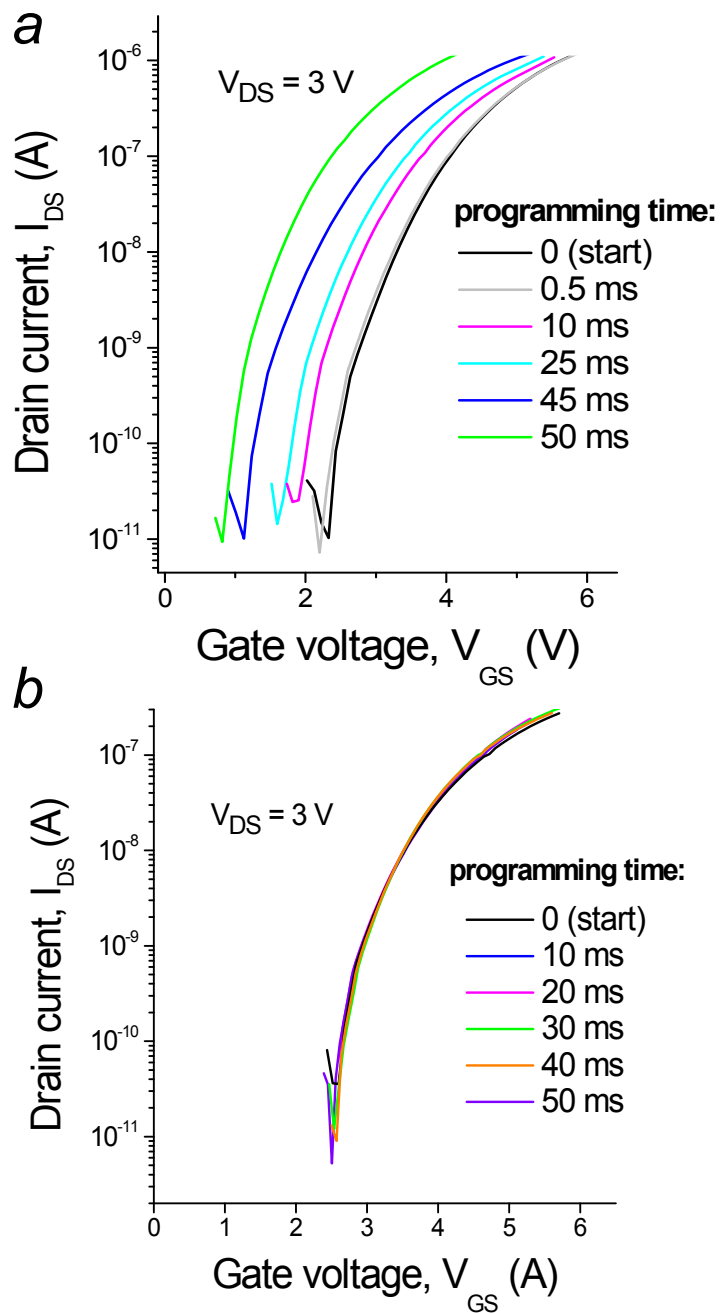 a
V_DS = 3 V
Drain current, I_DS (A)
10⁻⁶
10⁻⁷
10⁻⁸
10⁻⁹
10⁻¹⁰
10⁻¹¹
programming time:
0 (start)
0.5 ms
10 ms
25 ms
45 ms
50 ms
0 2 4 6
Gate voltage, V_GS (V)
b
V_DS = 3 V
Drain current, I_DS (A)
10⁻⁷
10⁻⁸
10⁻⁹
10⁻¹⁰
10⁻¹¹
programming time:
0 (start)
10 ms
20 ms
30 ms
40 ms
50 ms
0 1 2 3 4 5 6
Gate voltage, V_GS (A)